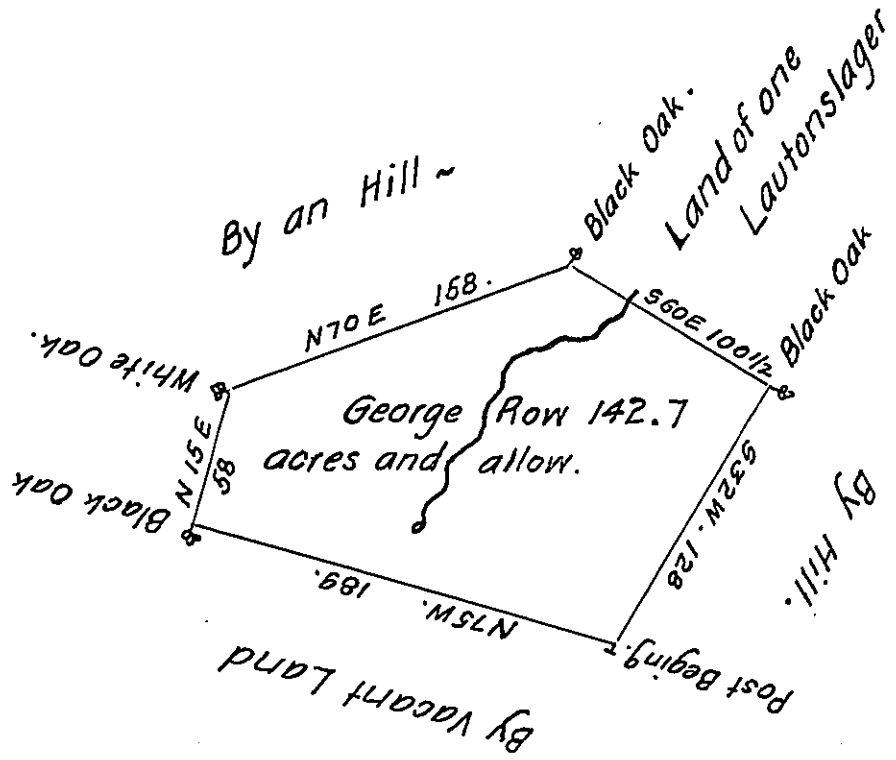 By an Hill ~
Black Oak.
Land of one
Lautonslager
N70E 158.
S60E 100 1/2
Black Oak
White Oak.
N 15E
58
George Row 142.7
acres and allow.
S32W. 128
By Hill.
Black Oak
N75W. 189.
Post Beging.
By Vacant Land